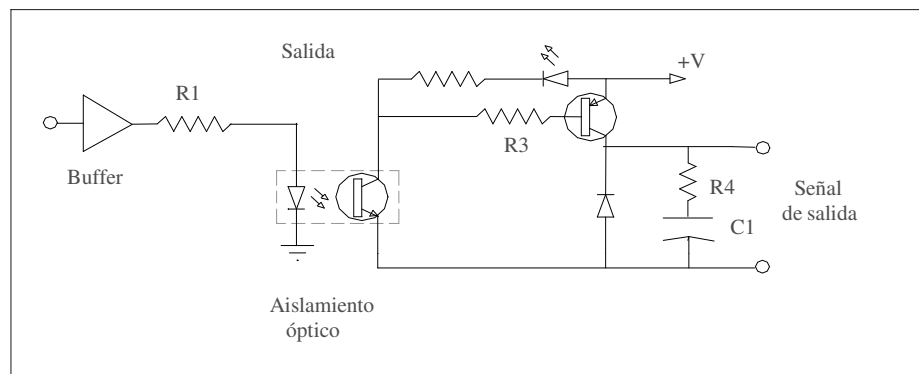 Salida
+V
R1
R3
Buffer
R4
C1
Señal
de salida
Aislamiento
óptico